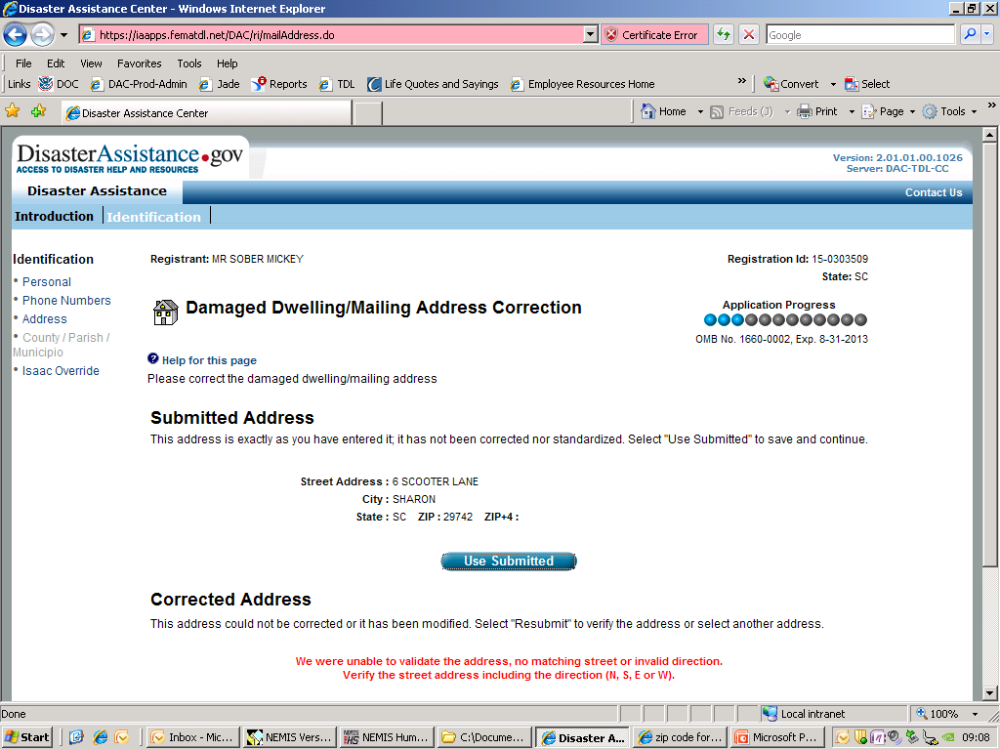 Disaster Assistance Center - Windows Internet Explorer
https://iaapps.fematdl.net/DAC/ri/mailAddress.do
Certificate Error
Google
File Edit View Favorites Tools Help
Links DOC DAC-Prod-Admin Jade Reports TDL Life Quotes and Sayings Employee Resources Home » Convert Select
Disaster Assistance Center
Home Feeds (J) Print Page Tools »
DisasterAssistance.gov
ACCESS TO DISASTER HELP AND RESOURCES
Version: 2.01.01.00.1026
Server: DAC-TDL-CC
Disaster Assistance
Contact Us
Introduction Identification
Identification
• Personal
• Phone Numbers
• Address
• County / Parish /
Municipio
• Isaac Override
Registrant: MR SOBER MICKEY
Registration Id: 15-0303509
State: SC
Damaged Dwelling/Mailing Address Correction
Application Progress
OMB No. 1660-0002, Exp. 8-31-2013
? Help for this page
Please correct the damaged dwelling/mailing address
Submitted Address
This address is exactly as you have entered it; it has not been corrected nor standardized. Select "Use Submitted" to save and continue.
Street Address : 6 SCOOTER LANE
City : SHARON
State : SC ZIP : 29742 ZIP+4 :
Use Submitted
Corrected Address
This address could not be corrected or it has been modified. Select "Resubmit" to verify the address or select another address.
We were unable to validate the address, no matching street or invalid direction.
Verify the street address including the direction (N, S, E or W).
Done
Local intranet
100%
Start
Inbox - Mic...
NEMIS Vers...
NEMIS Hum...
C:\Docume...
Disaster A...
zip code for...
Microsoft P...
09:08